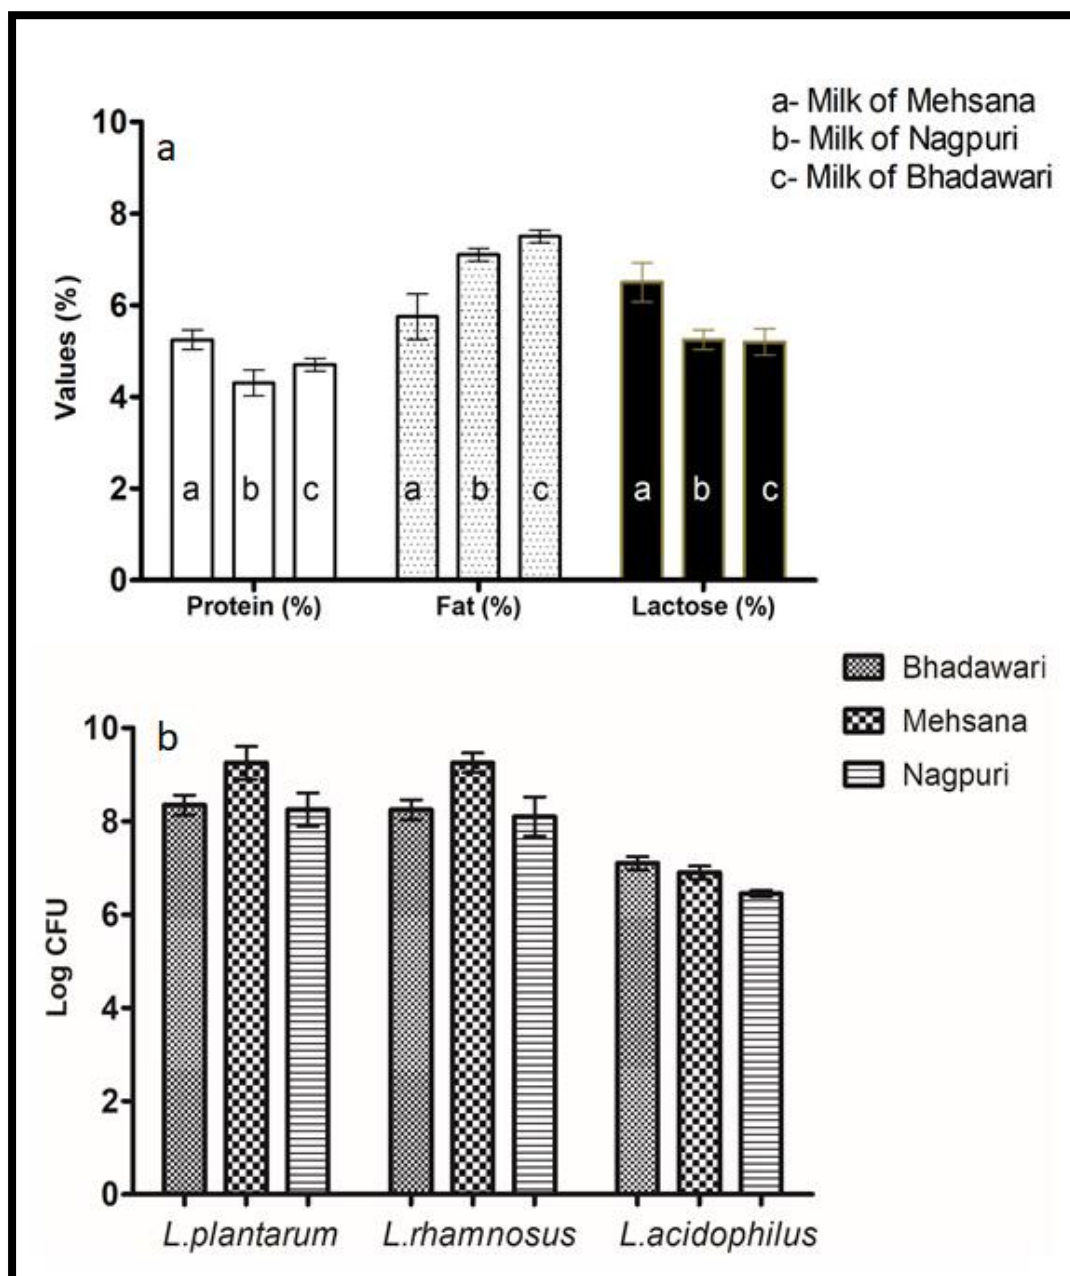 a- Milk of Mehsana
b- Milk of Nagpuri
c- Milk of Bhadawari
10
a
8
6
4
2
0
Values (%)
a b c a b c a b c
Protein (%) Fat (%) Lactose (%)
Bhadawari
Mehsana
Nagpuri
10
b
8
6
4
2
0
Log CFU
L.plantarum L.rhamnosus L.acidophilus